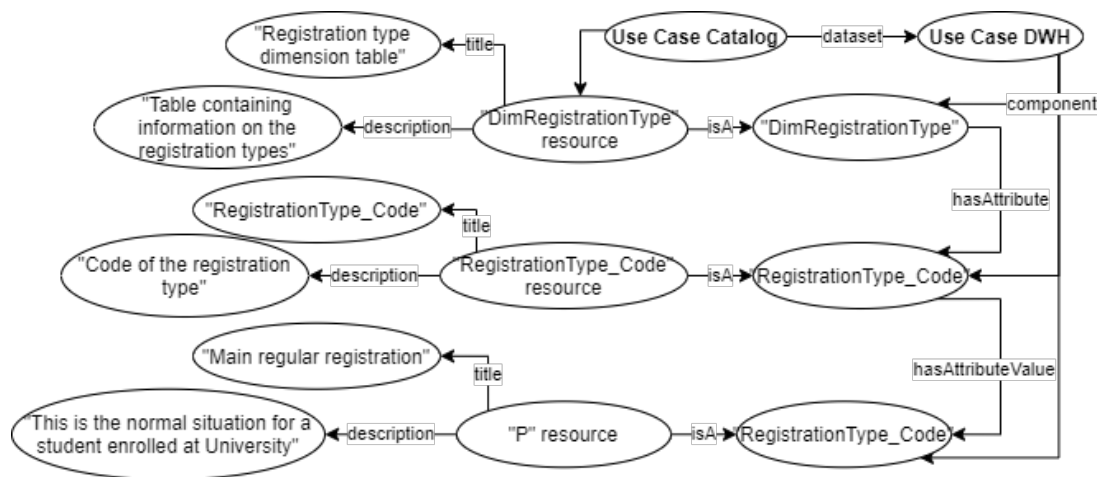 "Registration type
dimension table"
title
Use Case Catalog
dataset
Use Case DWH
"Table containing
information on the
registration types"
description
"DimRegistrationType"
resource
isA
"DimRegistrationType"
component
hasAttribute
"RegistrationType_Code"
title
"Code of the registration
type"
description
"RegistrationType_Code"
resource
isA
"RegistrationType_Code"
"Main regular registration"
title
hasAttributeValue
"This is the normal situation for a
student enrolled at University"
description
"P" resource
isA
"RegistrationType_Code"